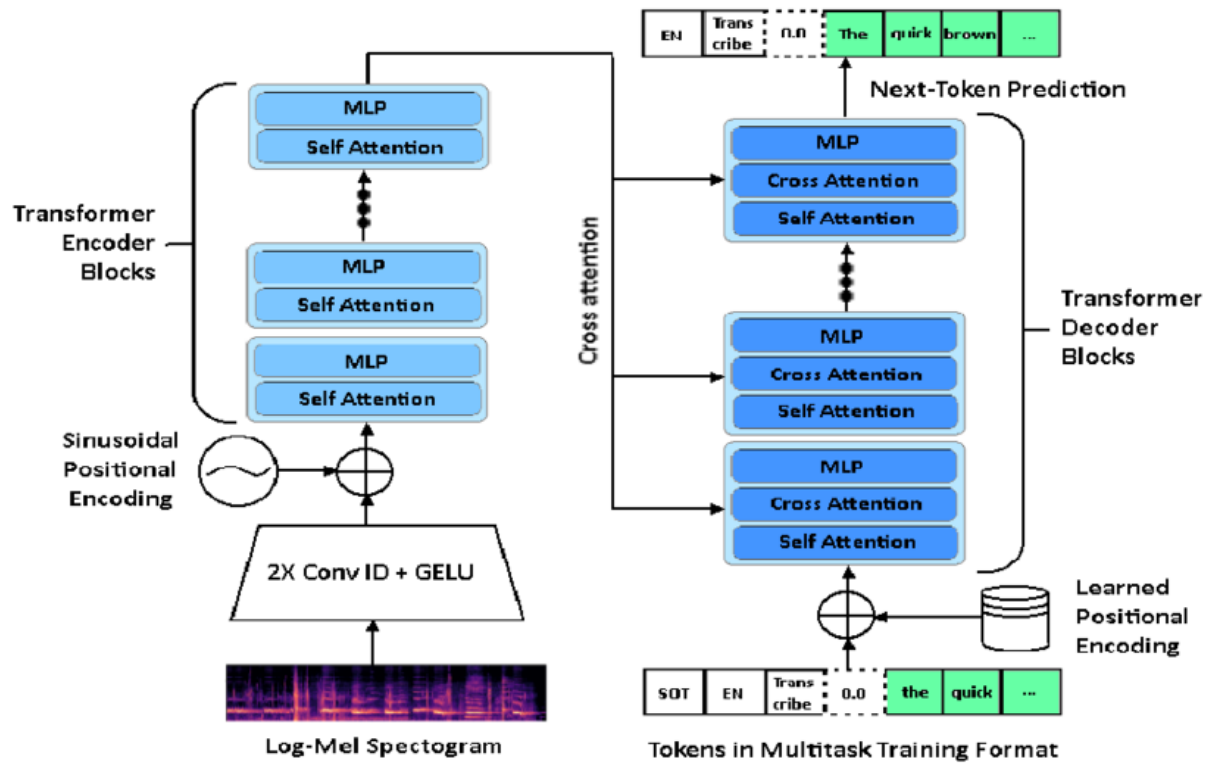 EN Trans cribe 0.0 The quick brown ...
Next-Token Prediction
MLP
Self Attention
MLP
Self Attention
MLP
Self Attention
Transformer
Encoder
Blocks
Sinusoidal
Positional
Encoding
2X Conv ID + GELU
Log-Mel Spectogram
Cross attention
MLP
Cross Attention
Self Attention
MLP
Cross Attention
Self Attention
MLP
Cross Attention
Self Attention
Transformer
Decoder
Blocks
Learned
Positional
Encoding
SOT EN Trans cribe 0.0 the quick ...
Tokens in Multitask Training Format